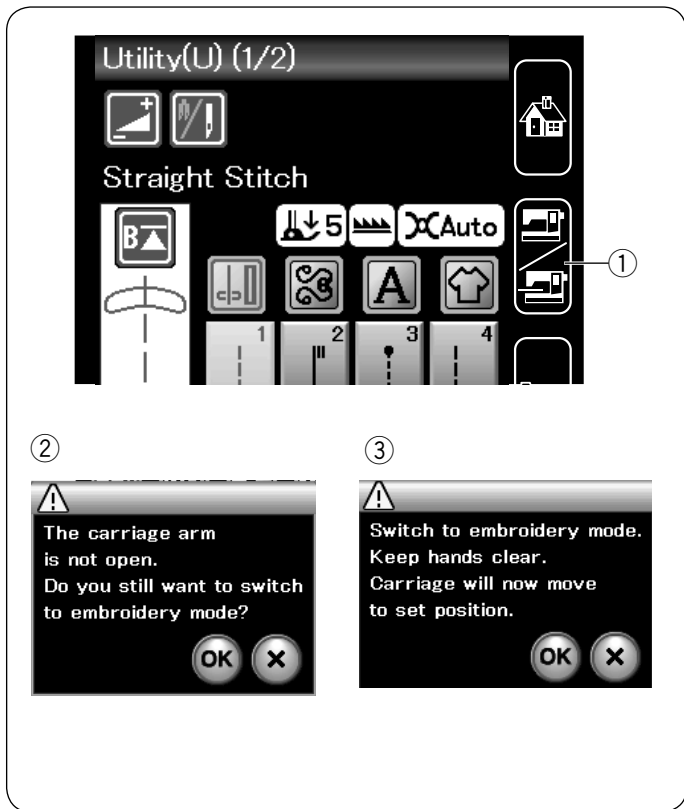 Utility(U) (1/2)
Straight Stitch
B
5
Auto
A
1 2 3 4
①
②
③
The carriage arm
is not open.
Do you still want to switch
to embroidery mode?
OK ×
Switch to embroidery mode.
Keep hands clear.
Carriage will now move
to set position.
OK ×